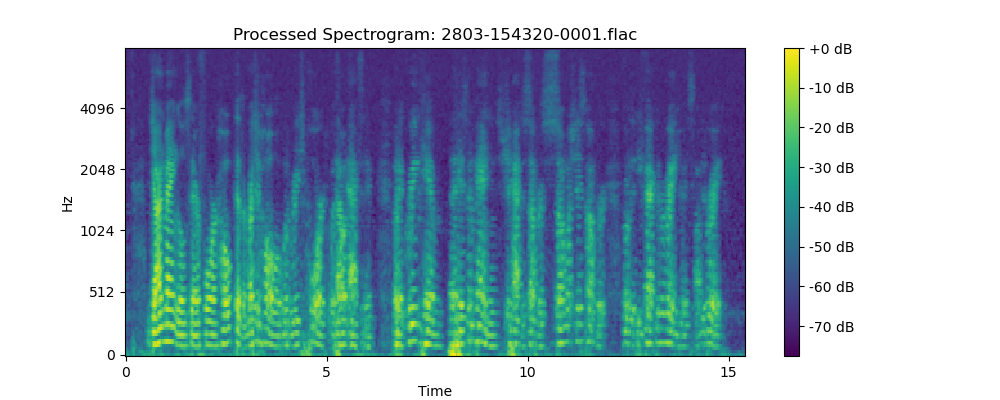 Processed Spectrogram: 2803-154320-0001.flac
+0 dB
-10 dB
-20 dB
-30 dB
-40 dB
-50 dB
-60 dB
-70 dB
Hz
4096
2048
1024
512
0
0 5 10 15
Time